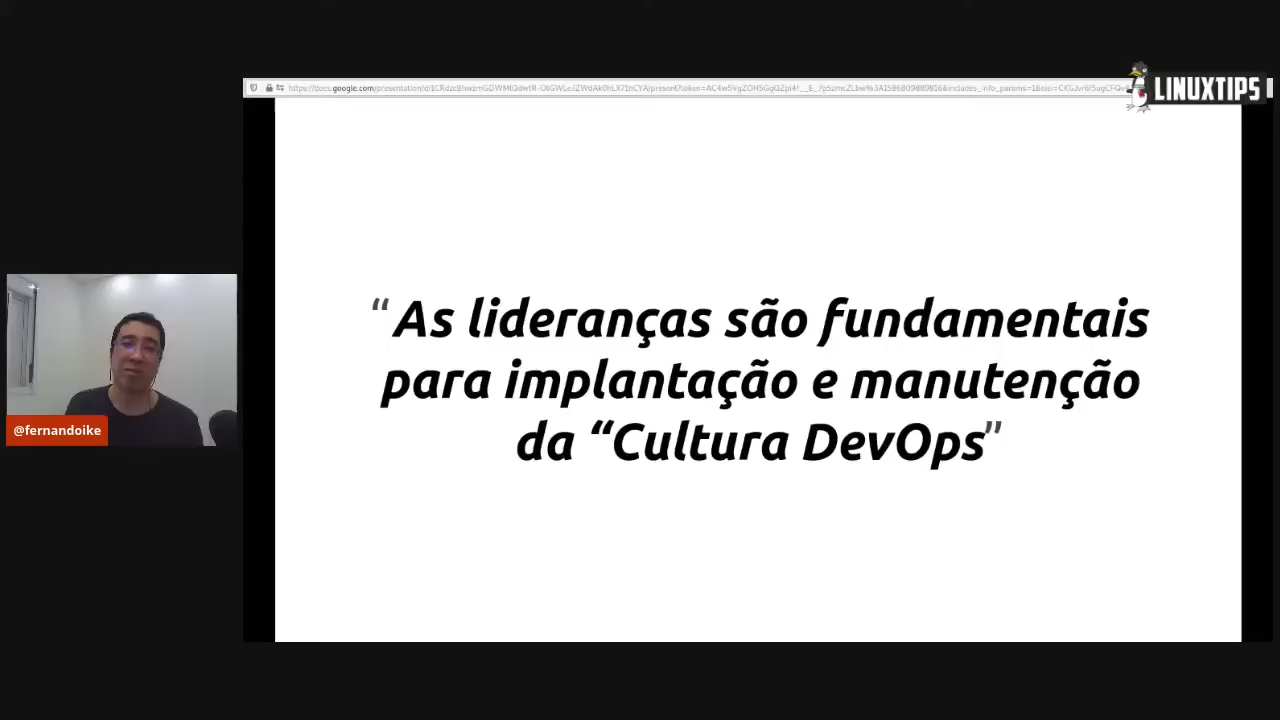 LINUXTIPS
“As lideranças são fundamentais
para implantação e manutenção
da “Cultura DevOps”
@fernandoike